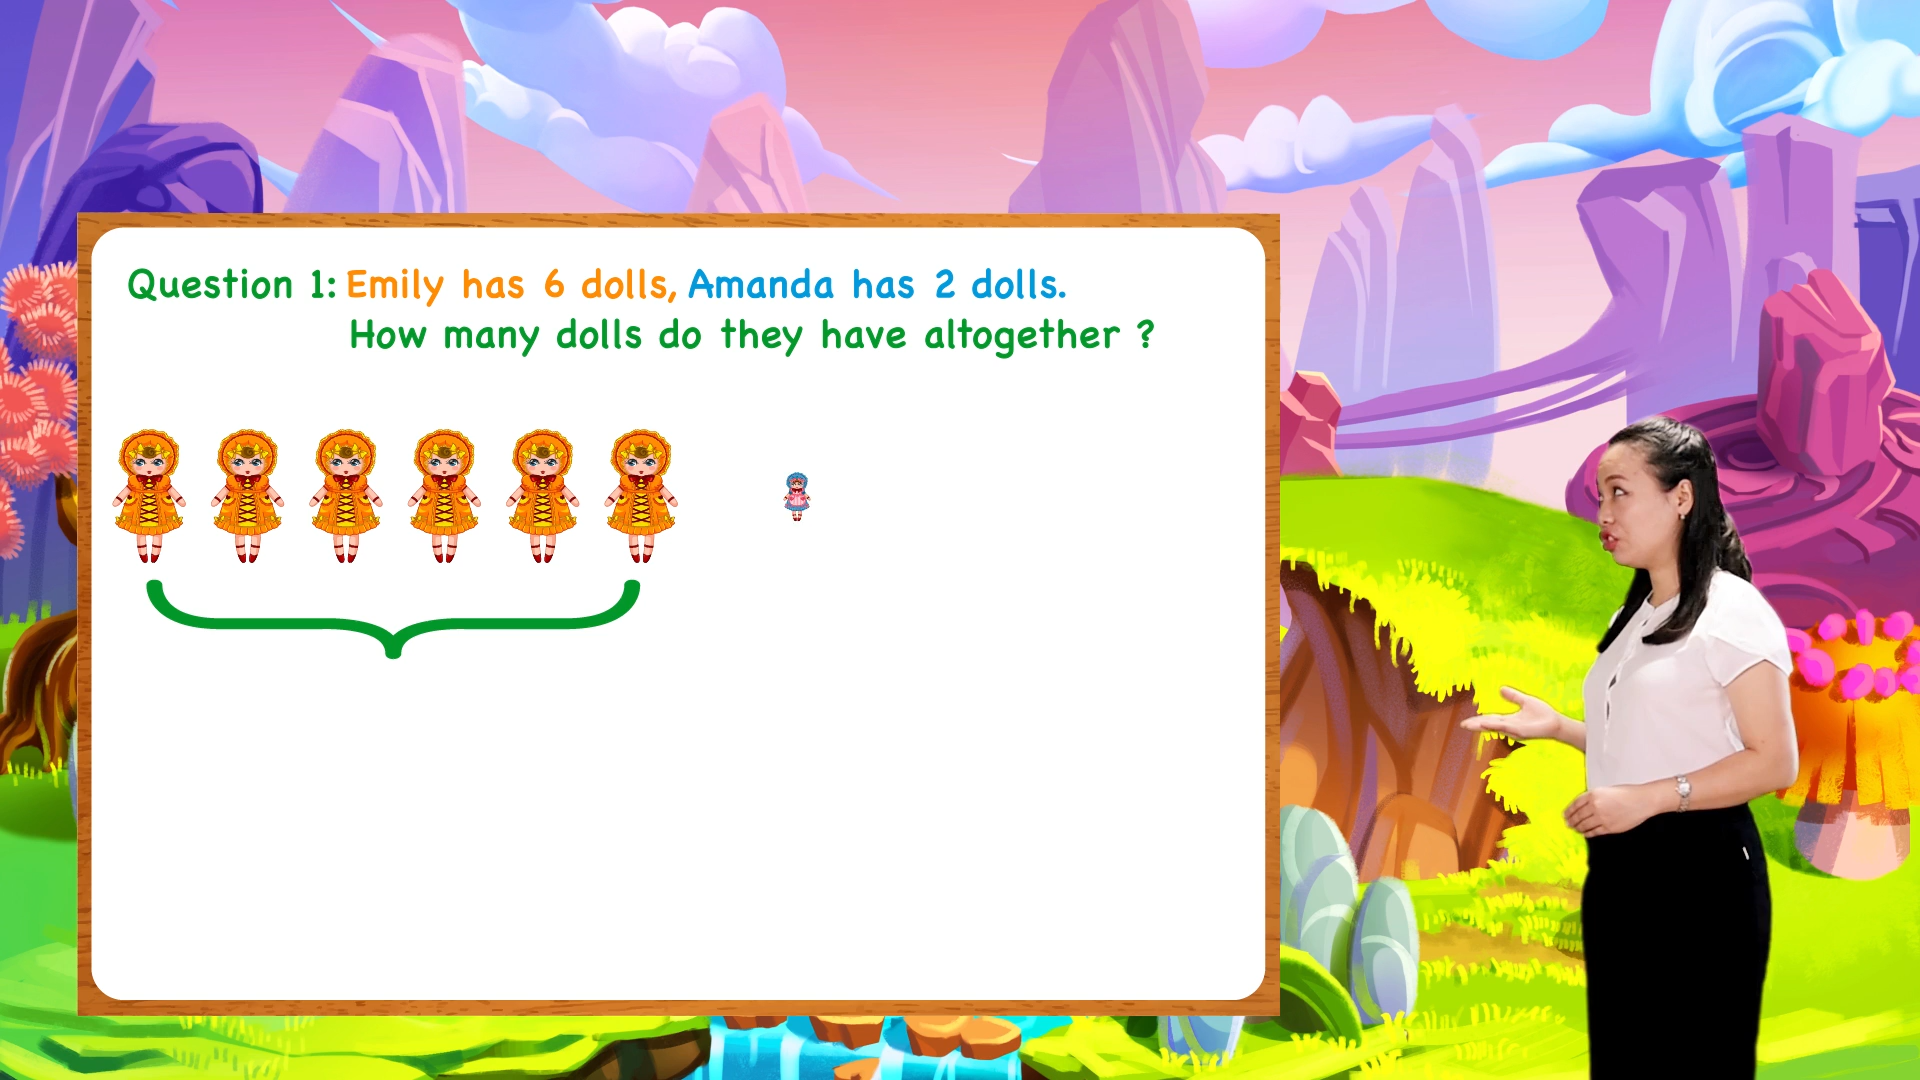 Question 1: Emily has 6 dolls, Amanda has 2 dolls.
How many dolls do they have altogether ?